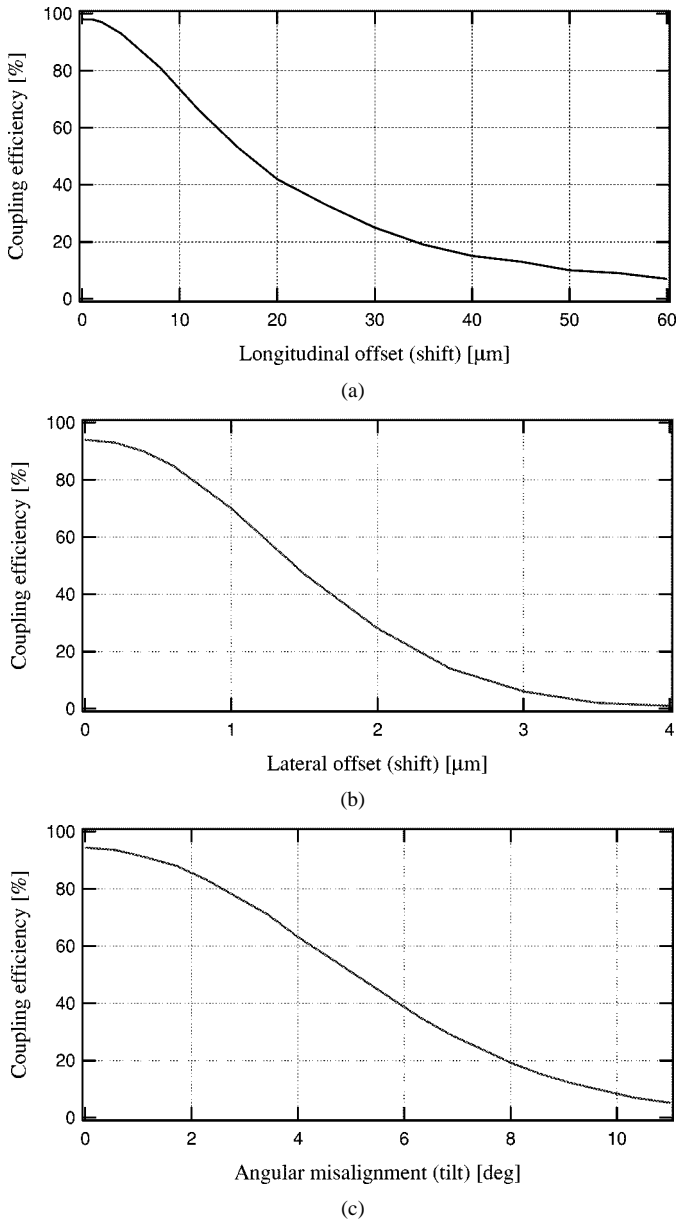 100
80
60
40
20
0
Coupling efficiency [%]
0 10 20 30 40 50 60
Longitudinal offset (shift) [μm]
(a)
100
80
60
40
20
0
Coupling efficiency [%]
0 1 2 3 4
Lateral offset (shift) [μm]
(b)
100
80
60
40
20
0
Coupling efficiency [%]
0 2 4 6 8 10
Angular misalignment (tilt) [deg]
(c)